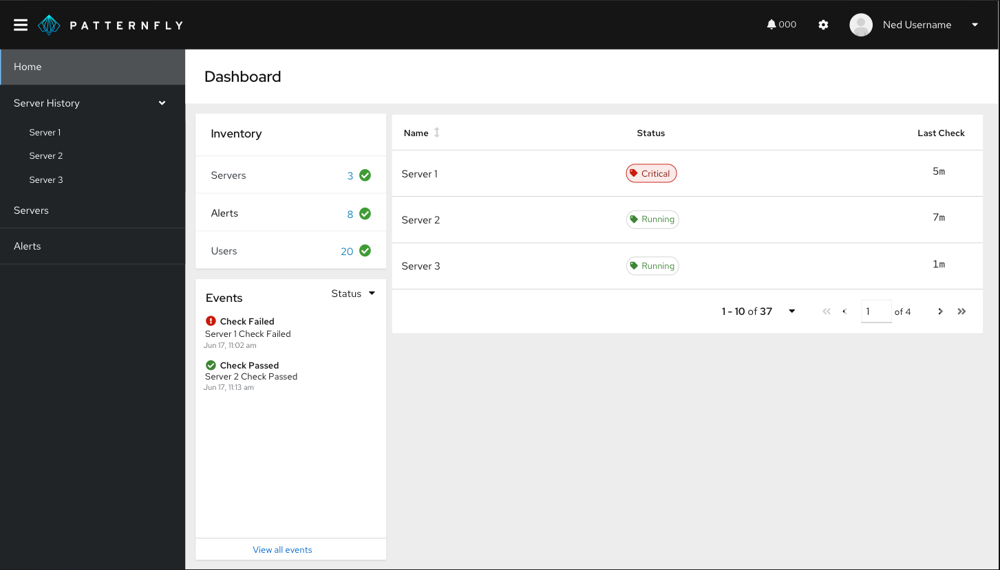 PATTERNFLY
000
Ned Username
Home
Server History
Server 1
Server 2
Server 3
Servers
Alerts
Dashboard
Inventory
Servers 3
Alerts 8
Users 20
Events Status
Check Failed
Server 1 Check Failed
Jun 17, 11:02 am
Check Passed
Server 2 Check Passed
Jun 17, 11:13 am
View all events
Name Status Last Check
Server 1 Critical 5m
Server 2 Running 7m
Server 3 Running 1m
1 - 10 of 37 1 of 4